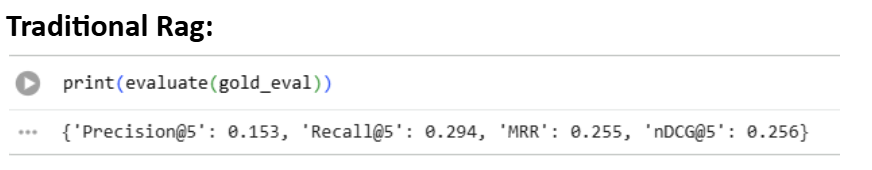 Traditional Rag:
print(evaluate(gold_eval))
{'Precision@5': 0.153, 'Recall@5': 0.294, 'MRR': 0.255, 'nDCG@5': 0.256}